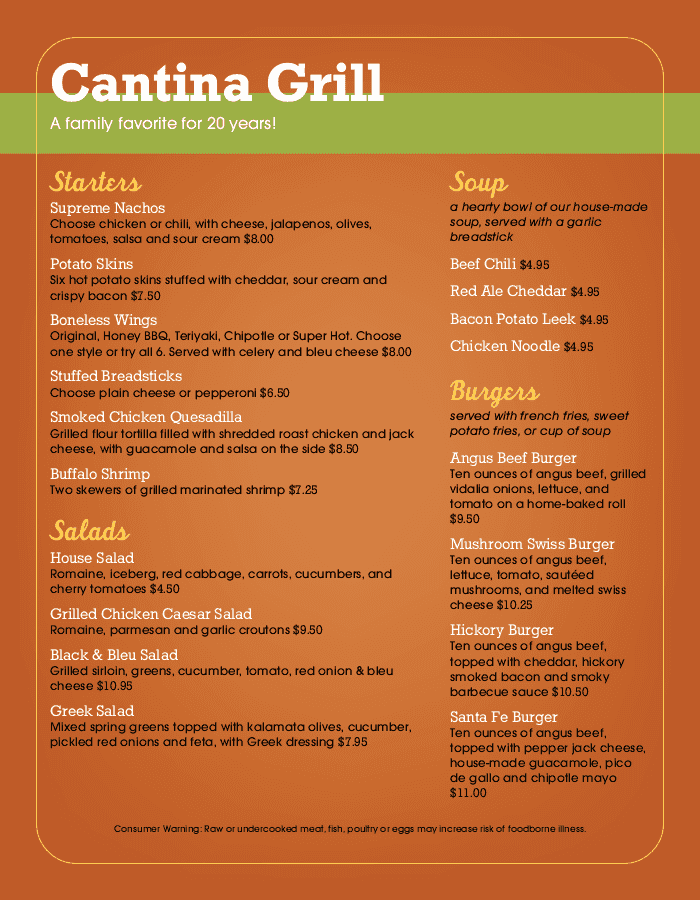 Cantina Grill
A family favorite for 20 years!
Starters
Supreme Nachos
Choose chicken or chili, with cheese, jalapenos, olives,
tomatoes, salsa and sour cream $8.00
Potato Skins
Six hot potato skins stuffed with cheddar, sour cream and
crispy bacon $7.50
Boneless Wings
Original, Honey BBQ, Teriyaki, Chipotle or Super Hot. Choose
one style or try all 6. Served with celery and bleu cheese $8.00
Stuffed Breadsticks
Choose plain cheese or pepperoni $6.50
Smoked Chicken Quesadilla
Grilled flour tortilla filled with shredded roast chicken and jack
cheese, with guacamole and salsa on the side $8.50
Buffalo Shrimp
Two skewers of grilled marinated shrimp $7.25
Salads
House Salad
Romaine, iceberg, red cabbage, carrots, cucumbers, and
cherry tomatoes $4.50
Grilled Chicken Caesar Salad
Romaine, parmesan and garlic croutons $9.50
Black & Bleu Salad
Grilled sirloin, greens, cucumber, tomato, red onion & bleu
cheese $10.95
Greek Salad
Mixed spring greens topped with kalamata olives, cucumber,
pickled red onions and feta, with Greek dressing $7.95
Soup
a hearty bowl of our house-made
soup, served with a garlic
breadstick
Beef Chili $4.95
Red Ale Cheddar $4.95
Bacon Potato Leek $4.95
Chicken Noodle $4.95
Burgers
served with french fries, sweet
potato fries, or cup of soup
Angus Beef Burger
Ten ounces of angus beef, grilled
vidalia onions, lettuce, and
tomato on a home-baked roll
$9.50
Mushroom Swiss Burger
Ten ounces of angus beef,
lettuce, tomato, sautéed
mushrooms, and melted swiss
cheese $10.25
Hickory Burger
Ten ounces of angus beef,
topped with cheddar, hickory
smoked bacon and smoky
barbecue sauce $10.50
Santa Fe Burger
Ten ounces of angus beef,
topped with pepper jack cheese,
house-made guacamole, pico
de gallo and chipotle mayo
$11.00
Consumer Warning: Raw or undercooked meat, fish, poultry or eggs may increase risk of foodborne illness.